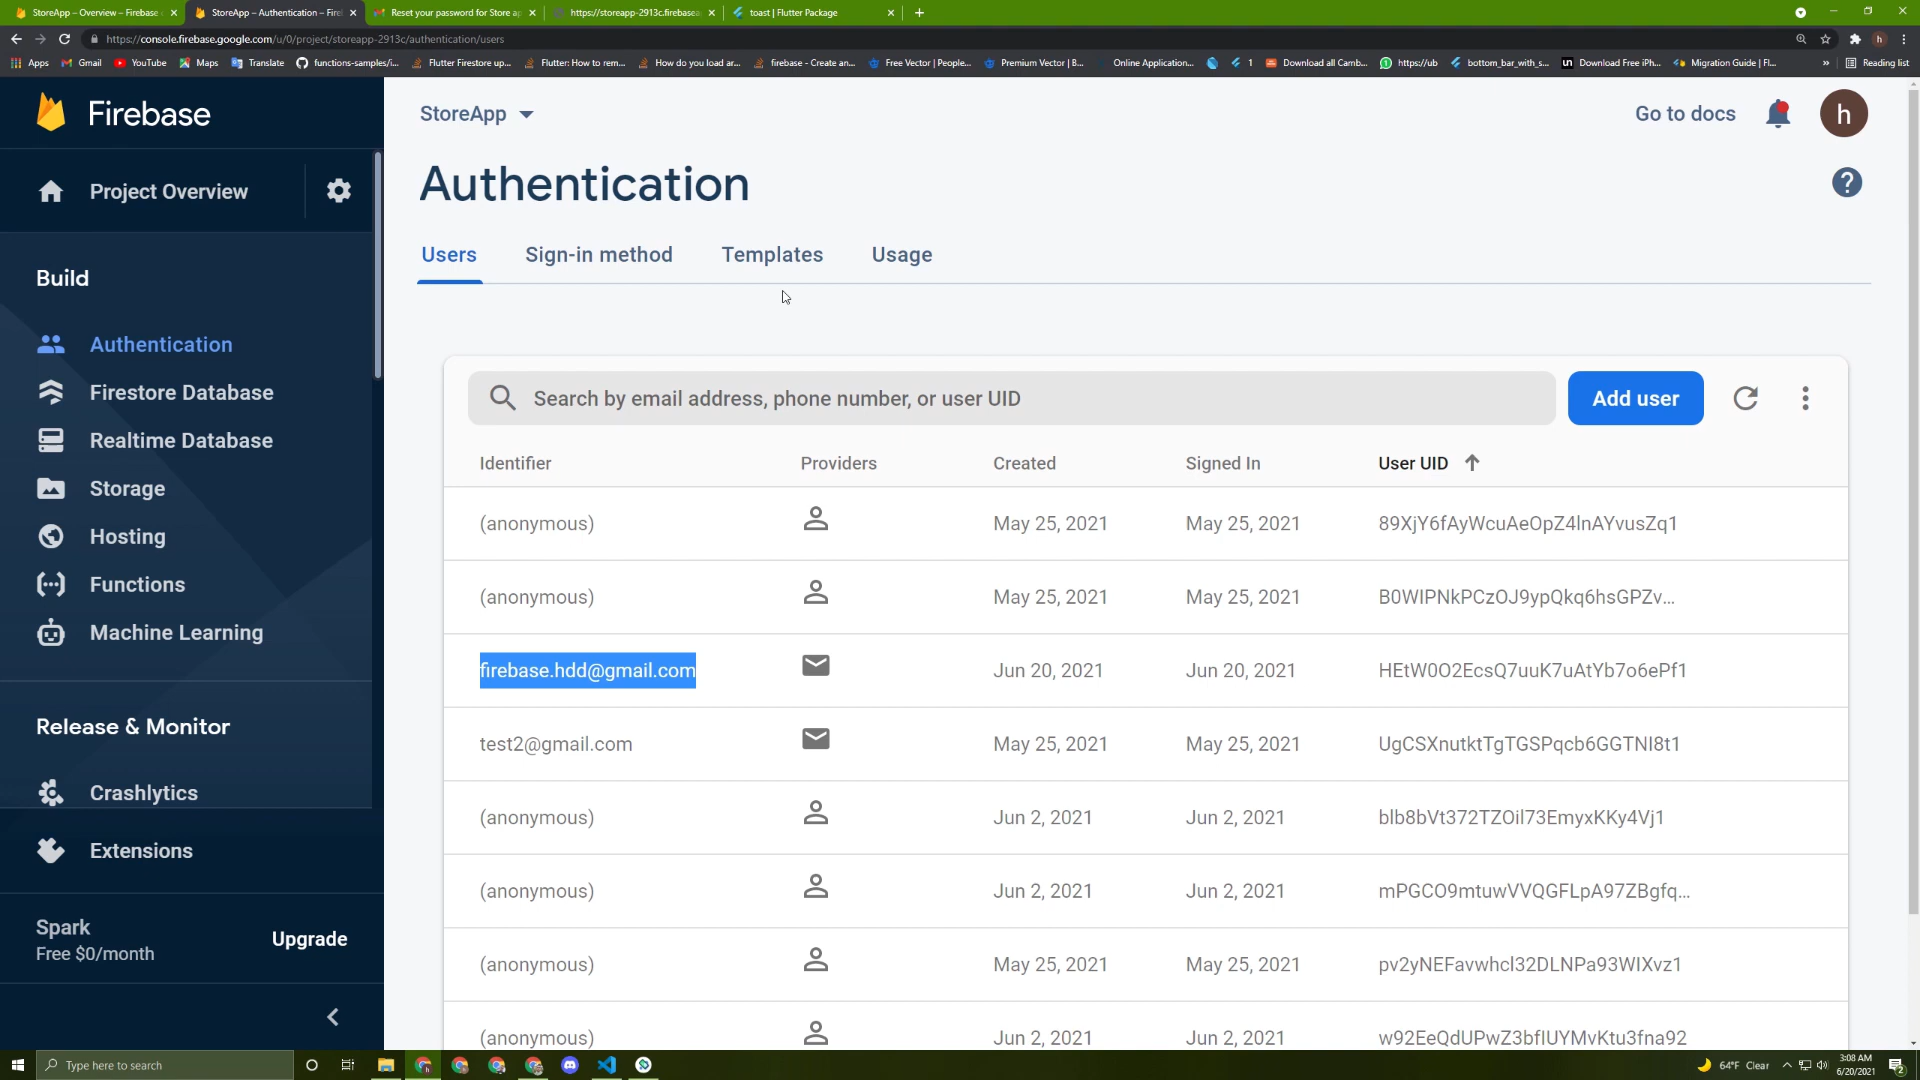 StoreApp – Overview – Firebase
StoreApp – Authentication – Fire
Reset your password for Store ap
https://storeapp-2913c.firebasea
toast | Flutter Package
https://console.firebase.google.com/u/0/project/storeapp-2913c/authentication/users
h
Apps
Gmail
YouTube
Maps
Translate
functions-samples/i...
Flutter Firestore up...
Flutter: How to rem...
How do you load ar...
firebase - Create an...
Free Vector | People...
Premium Vector | B...
Online Application...
1
Download all Camb...
https://ub
bottom_bar_with_s...
un
Download Free iPh...
Migration Guide | Fl...
Reading list
Firebase
Project Overview
Build
Authentication
Firestore Database
Realtime Database
Storage
Hosting
Functions
Machine Learning
Release & Monitor
Crashlytics
Extensions
Spark
Free $0/month
Upgrade
StoreApp
Go to docs
h
Authentication
?
Users
Sign-in method
Templates
Usage
Search by email address, phone number, or user UID
Add user
Identifier Providers Created Signed In User UID
(anonymous) May 25, 2021 May 25, 2021 89XjY6fAyWcuAeOpZ4lnAYvusZq1
(anonymous) May 25, 2021 May 25, 2021 B0WIPNkPCzOJ9ypQkq6hsGPZv...
firebase.hdd@gmail.com Jun 20, 2021 Jun 20, 2021 HEtW0O2EcsQ7uuK7uAtYb7o6ePf1
test2@gmail.com May 25, 2021 May 25, 2021 UgCSXnutktTgTGSPqcb6GGTNI8t1
(anonymous) Jun 2, 2021 Jun 2, 2021 blb8bVt372TZOil73EmyxKKy4Vj1
(anonymous) Jun 2, 2021 Jun 2, 2021 mPGCO9mtuwVVQGFLpA97ZBgfq...
(anonymous) May 25, 2021 May 25, 2021 pv2yNEFavwhcl32DLNPa93WIXvz1
(anonymous) Jun 2, 2021 Jun 2, 2021 w92EeQdUPwZ3bfIUYMvKtu3fna92
Type here to search
64°F Clear
3:08 AM
6/20/2021
2